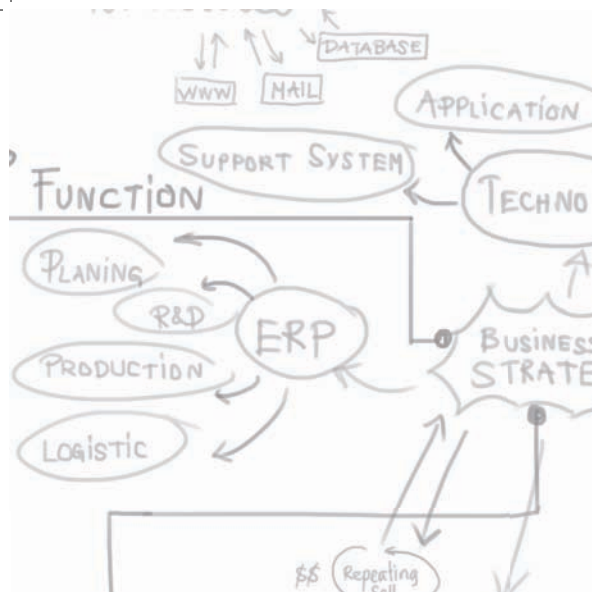 DATABASE
WWW
MAIL
APPLICATION
SUPPORT SYSTEM
TECHNO
FUNCTION
PLANING
R&D
ERP
PRODUCTION
LOGISTIC
BUSINESS
STRATE
$$
Repeating